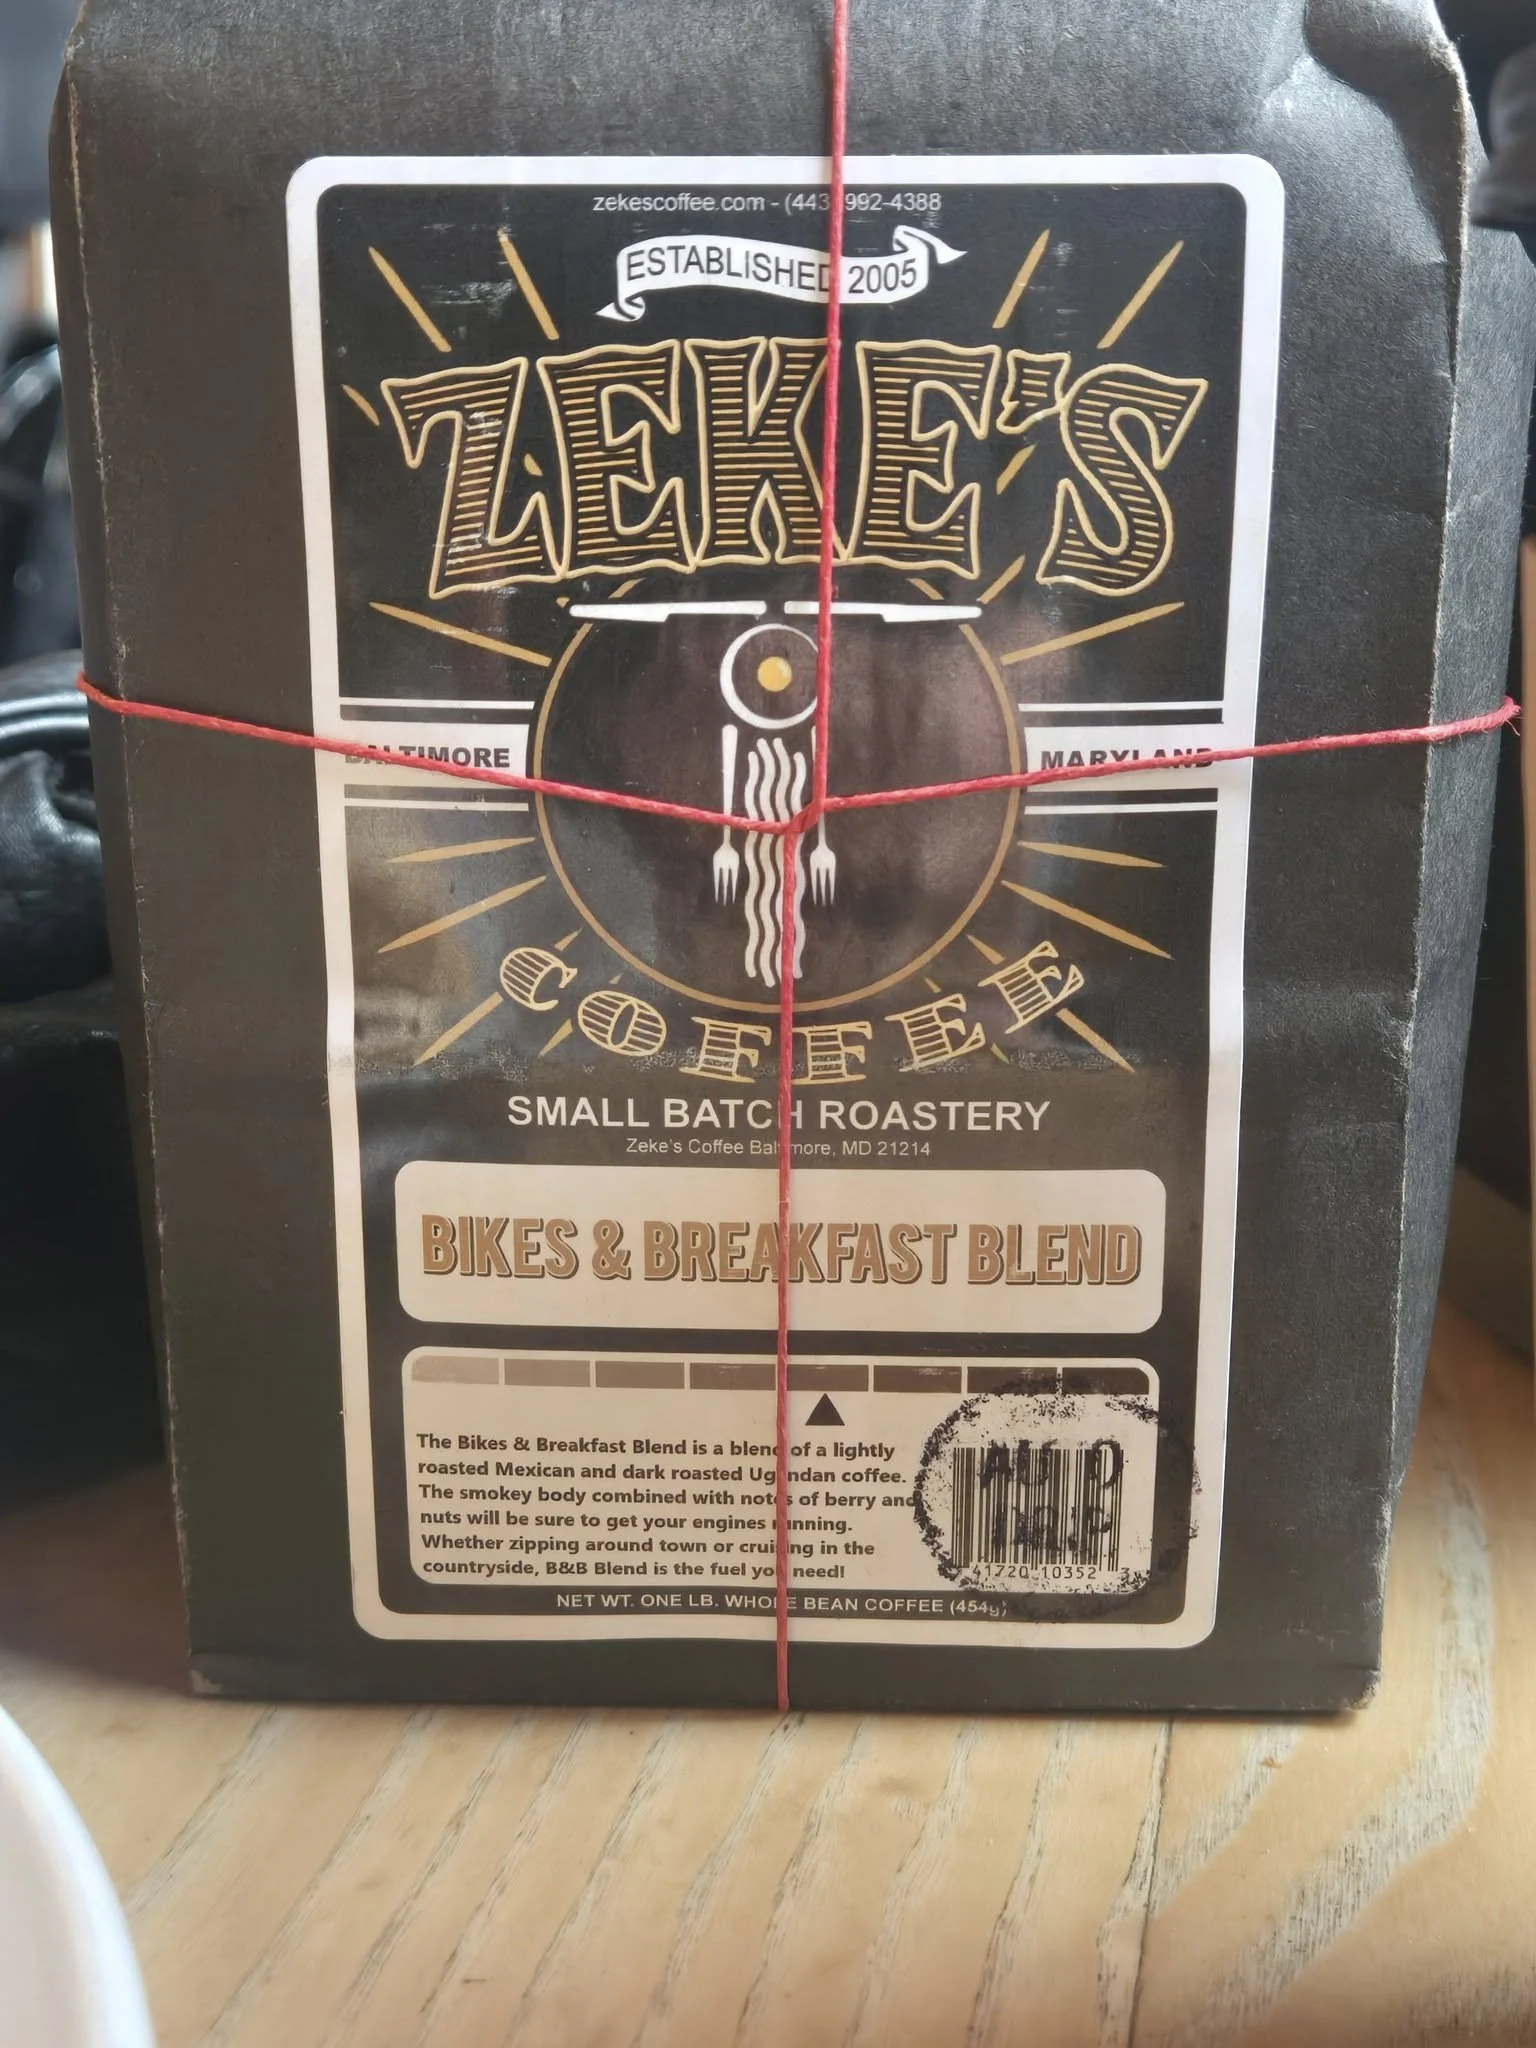 zekescoffee.com - (443) 992-4388
ESTABLISHED 2005
ZEKE'S
BALTIMORE
MARYLAND
COFFEE
SMALL BATCH ROASTERY
Zeke's Coffee Baltimore, MD 21214
BIKES & BREAKFAST BLEND
The Bikes & Breakfast Blend is a blend of a lightly
roasted Mexican and dark roasted Ugandan coffee.
The smokey body combined with notes of berry and
nuts will be sure to get your engines running.
Whether zipping around town or cruising in the
countryside, B&B Blend is the fuel you need!
DRIP
41720 10352 3
NET WT. ONE LB. WHOLE BEAN COFFEE (454g)